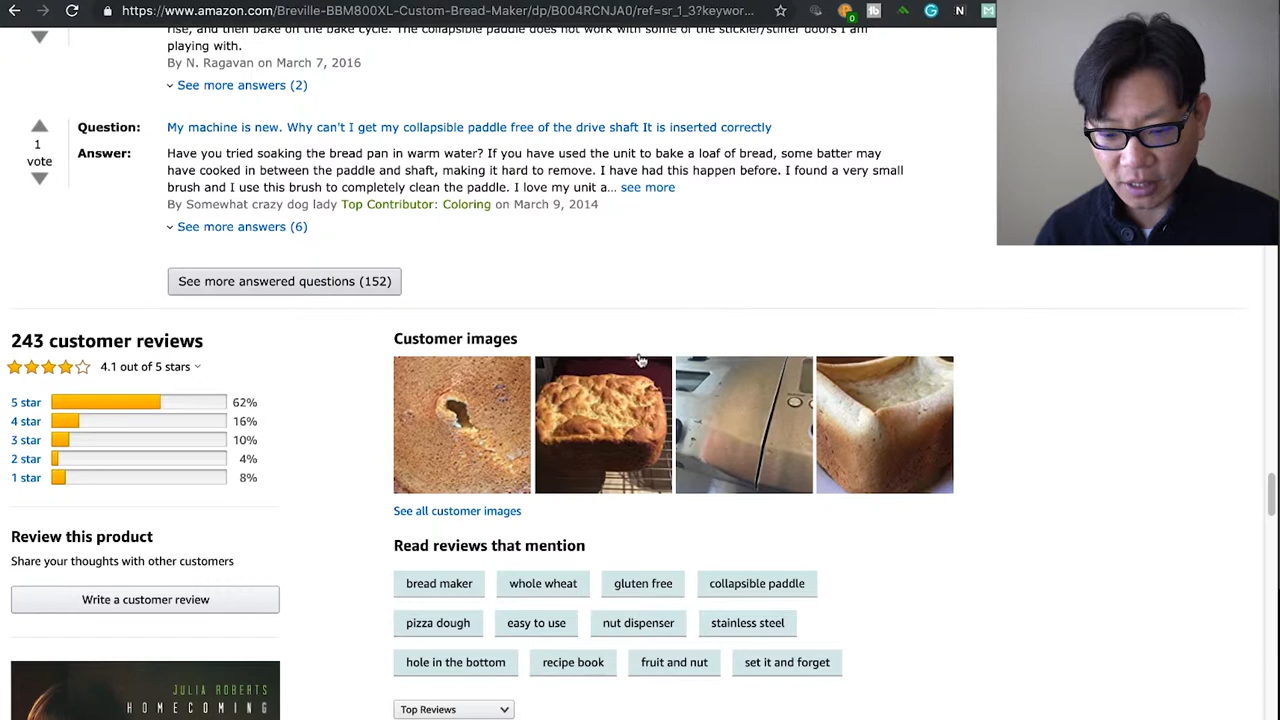 https://www.amazon.com/Breville-BBM800XL-Custom-Bread-Maker/dp/B004RCNJA0/ref=sr_1_3?keywor...
rise, and then bake on the bake cycle. The collapsible paddle does not work with some of the stickier/stiffer doors I am
playing with.
By N. Ragavan on March 7, 2016
See more answers (2)
1
vote
Question: My machine is new. Why can't I get my collapsible paddle free of the drive shaft It is inserted correctly
Answer: Have you tried soaking the bread pan in warm water? If you have used the unit to bake a loaf of bread, some batter may
have cooked in between the paddle and shaft, making it hard to remove. I have had this happen before. I found a very small
brush and I use this brush to completely clean the paddle. I love my unit a... see more
By Somewhat crazy dog lady Top Contributor: Coloring on March 9, 2014
See more answers (6)
See more answered questions (152)
243 customer reviews
4.1 out of 5 stars
5 star 62%
4 star 16%
3 star 10%
2 star 4%
1 star 8%
Review this product
Share your thoughts with other customers
Write a customer review
JULIA ROBERTS
HOMECOMING
Customer images
See all customer images
Read reviews that mention
bread maker whole wheat gluten free collapsible paddle
pizza dough easy to use nut dispenser stainless steel
hole in the bottom recipe book fruit and nut set it and forget
Top Reviews